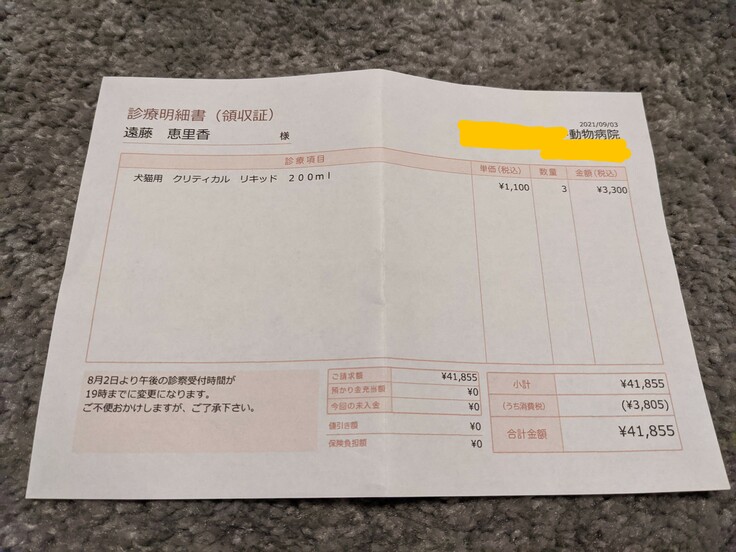 診療明細書（領収証）
2021/09/03
遠藤　恵里香　様
動物病院
診療項目　単価（税込）　数量　金額（税込）
犬猫用　クリティカル　リキッド　２００ｍｌ　¥1,100　3　¥3,300
8月2日より午後の診察受付時間が
19時までに変更になります。
ご不便おかけしますが、ご了承下さい。
ご請求額　¥41,855
預かり金充当額　¥0
今回の未入金　¥0
値引き額　¥0
保険負担額　¥0
小計　¥41,855
（うち消費税）　(¥3,805)
合計金額　¥41,855